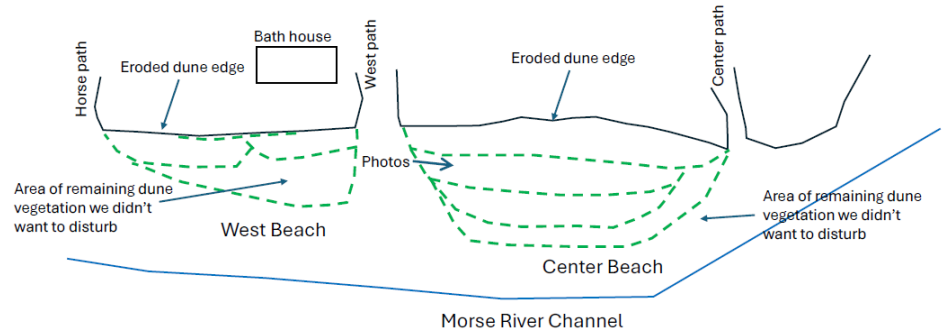 Bath house
Horse path
Eroded dune edge
West path
Eroded dune edge
Center path
Photos
Area of remaining dune
vegetation we didn't
want to disturb
West Beach
Area of remaining dune
vegetation we didn't
want to disturb
Center Beach
Morse River Channel